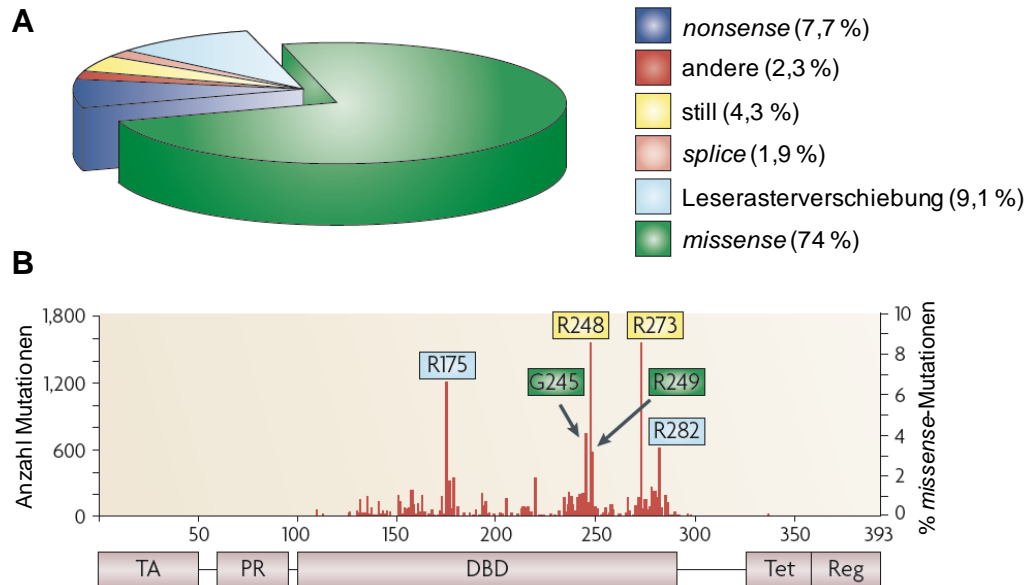 A
nonsense (7,7 %)
andere (2,3 %)
still (4,3 %)
splice (1,9 %)
Leserasterverschiebung (9,1 %)
missense (74 %)
B
Anzahl Mutationen
1,800
1,200
600
0
R175
G245
R248
R273
R249
R282
10
8
6
4
2
0
% missense-Mutationen
50
100
150
200
250
300
350
393
TA
PR
DBD
Tet
Reg